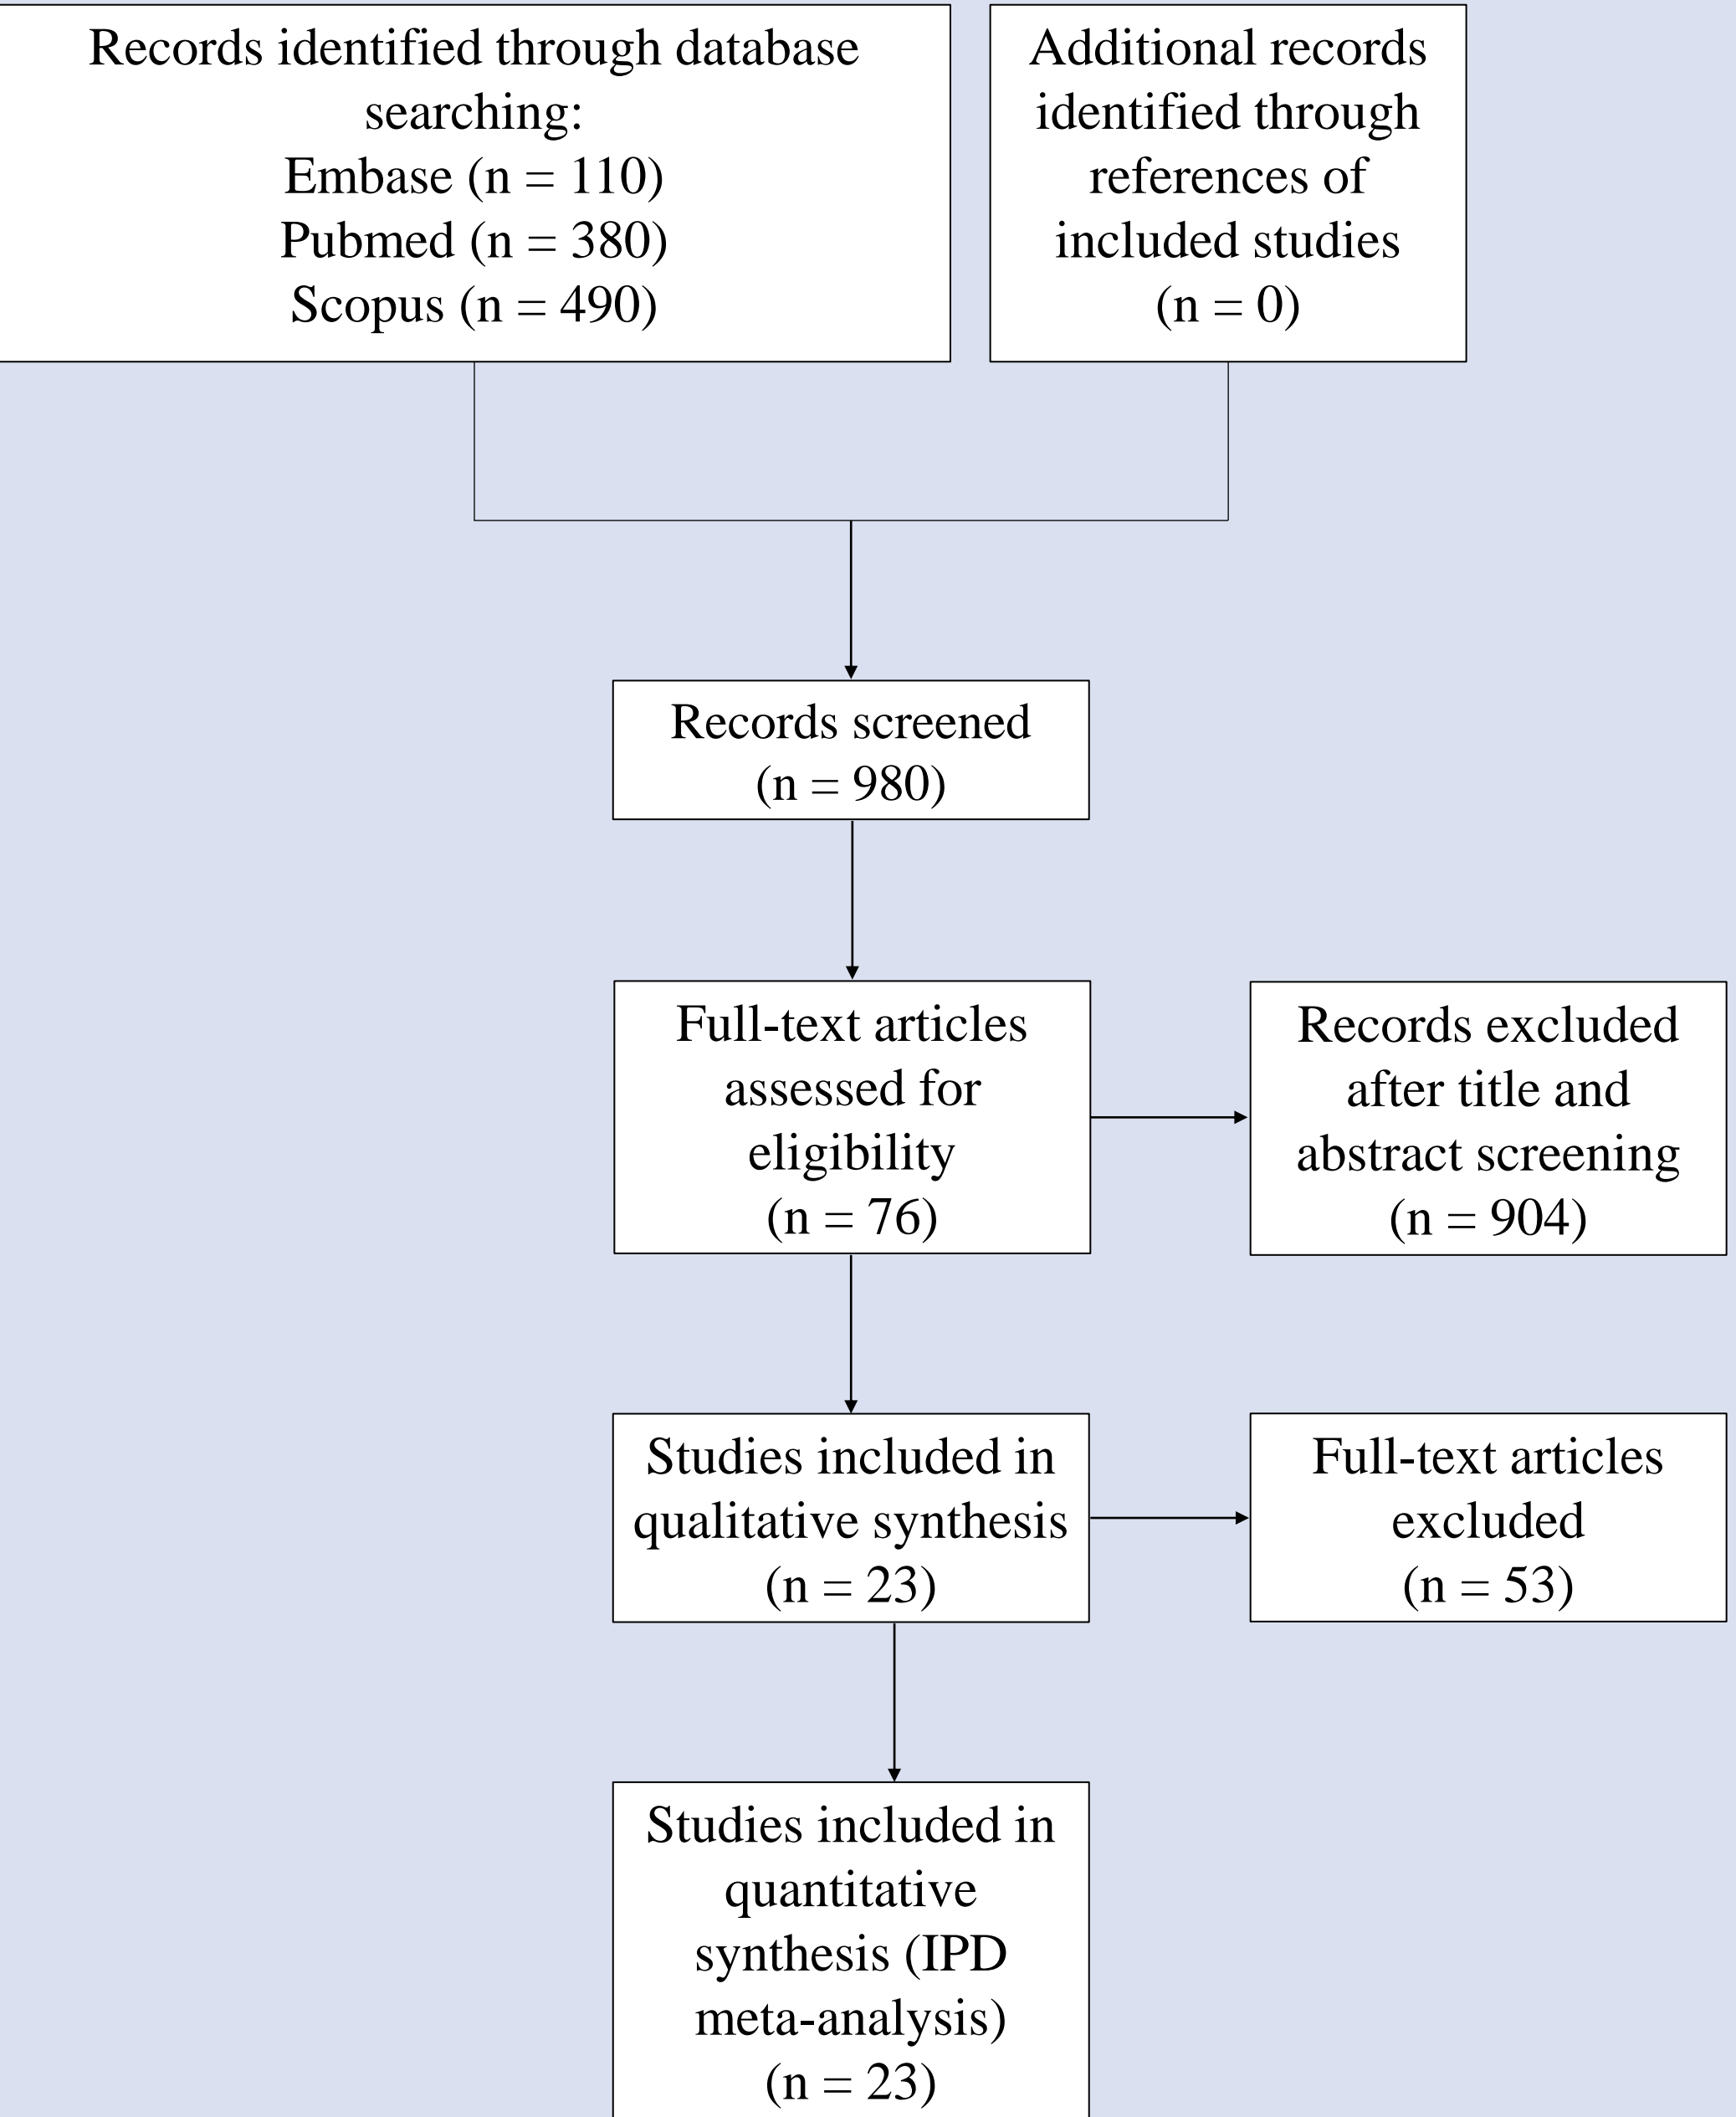 Records identified through database
searching:
Embase (n = 110)
Pubmed (n = 380)
Scopus (n = 490)
Additional records
identified through
references of
included studies
(n = 0)
Records screened
(n = 980)
Full-text articles
assessed for
eligibility
(n = 76)
Records excluded
after title and
abstract screening
(n = 904)
Studies included in
qualitative synthesis
(n = 23)
Full-text articles
excluded
(n = 53)
Studies included in
quantitative
synthesis (IPD
meta-analysis)
(n = 23)